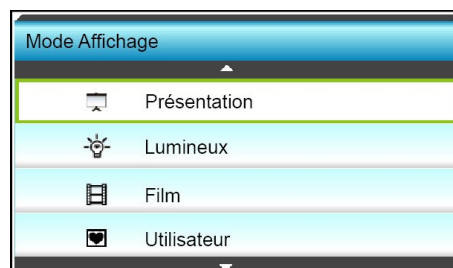 Mode Affichage
Présentation
Lumineux
Film
Utilisateur